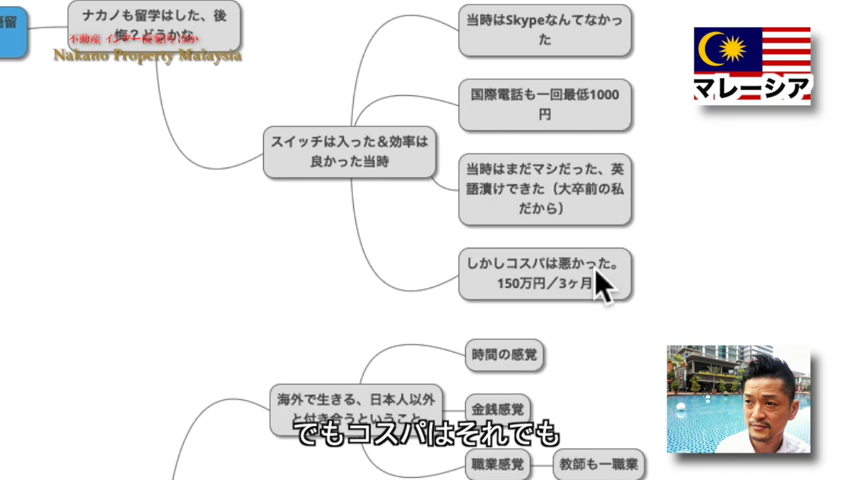 留
ナカノも留学はした、後
悔？どうかな
Nakano Property Malaysia
当時はSkypeなんてなかっ
た
国際電話も一回最低1000
円
スイッチは入った＆効率は
良かった当時
当時はまだマシだった、英
語漬けできた（大卒前の私
だから）
しかしコスパは悪かった。
150万円／3ヶ月
マレーシア
時間の感覚
海外で生きる、日本人以外
と付き合うということ
金銭感覚
でもコスパはそれでも
職業感覚
教師も一職業